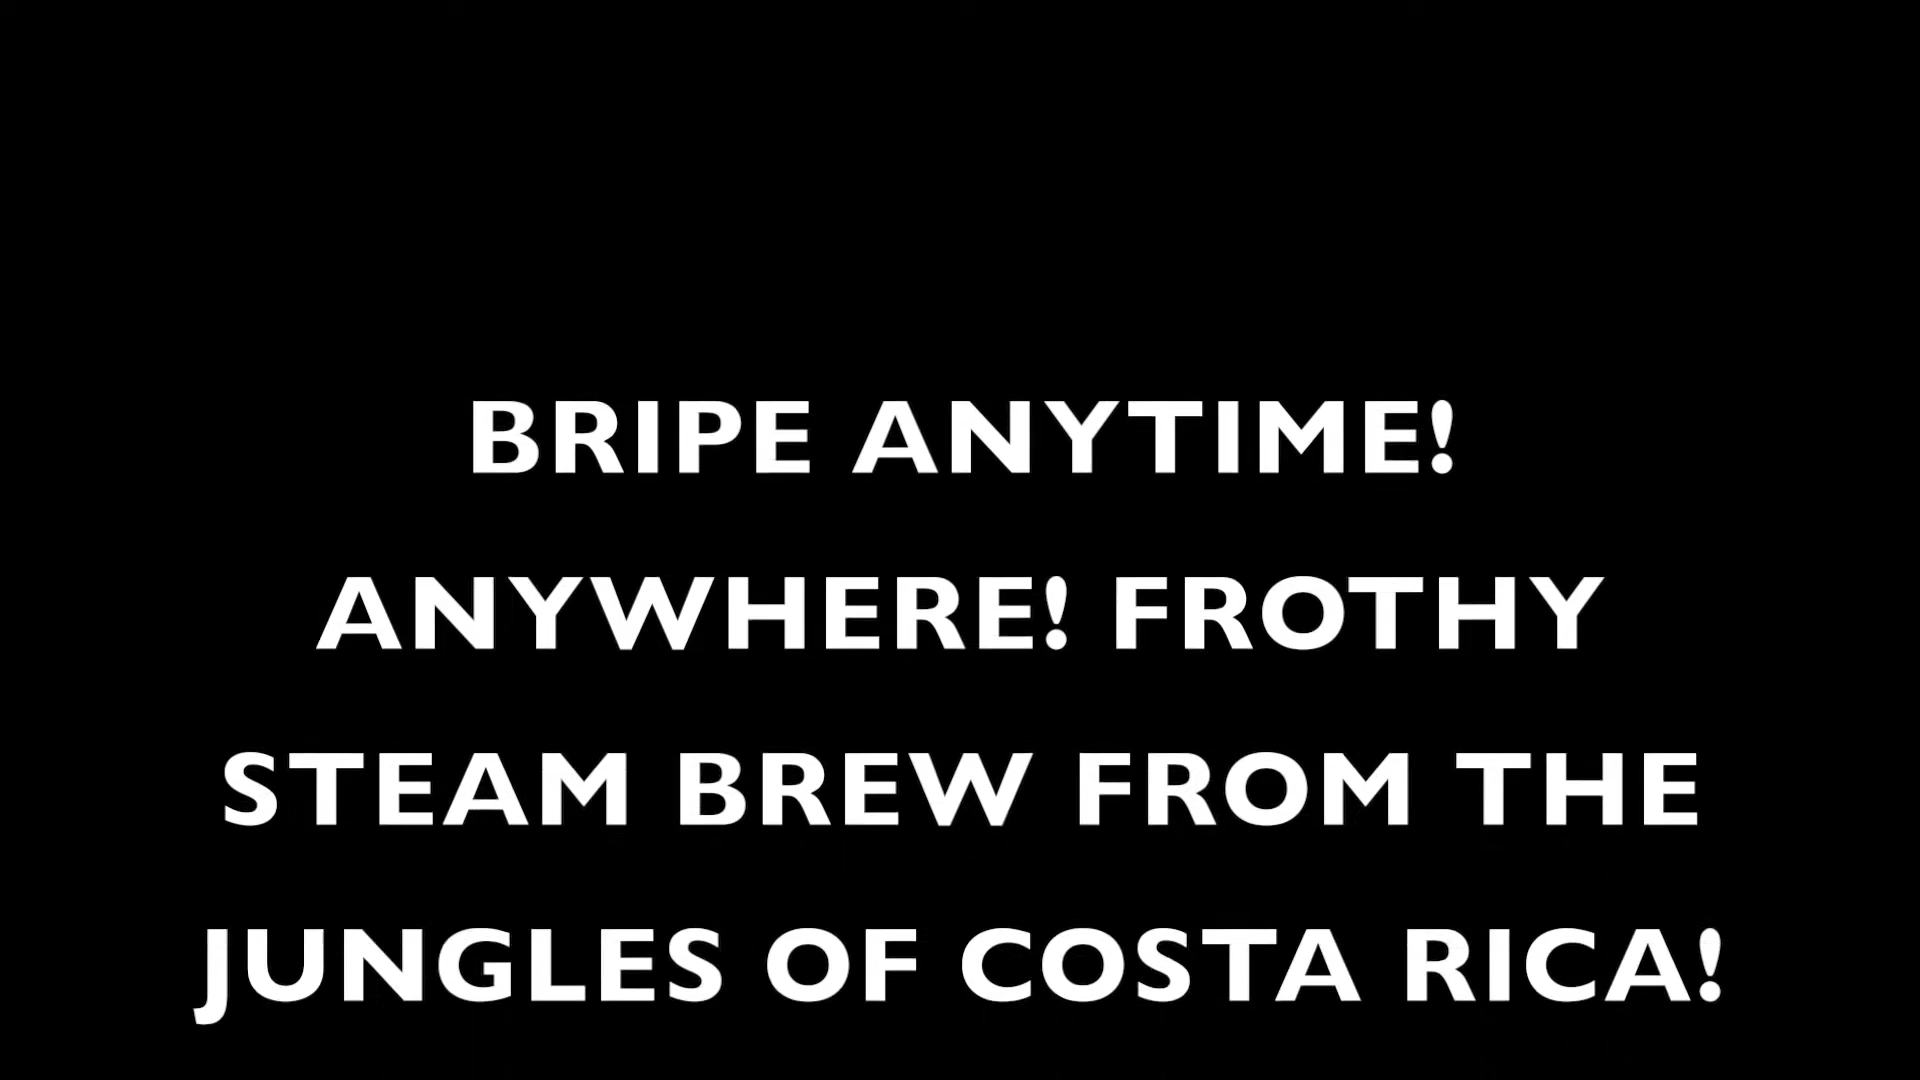 BRIPE ANYTIME!
ANYWHERE! FROTHY
STEAM BREW FROM THE
JUNGLES OF COSTA RICA!